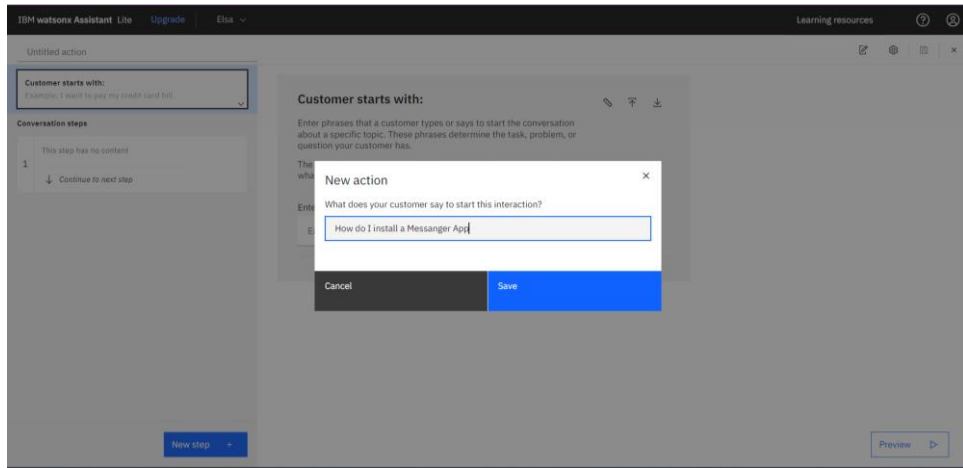 IBM watsonx Assistant Lite Upgrade Elsa Learning resources
Untitled action
Customer starts with:
Example: I want to pay my credit card bill.
Conversation steps
1
This step has no content
Continue to next step
New step +
Customer starts with:
Enter phrases that a customer types or says to start the conversation
about a specific topic. These phrases determine the task, problem, or
question your customer has.
The
wha
Ente
New action
What does your customer say to start this interaction?
How do I install a Messanger App
Cancel Save
Preview